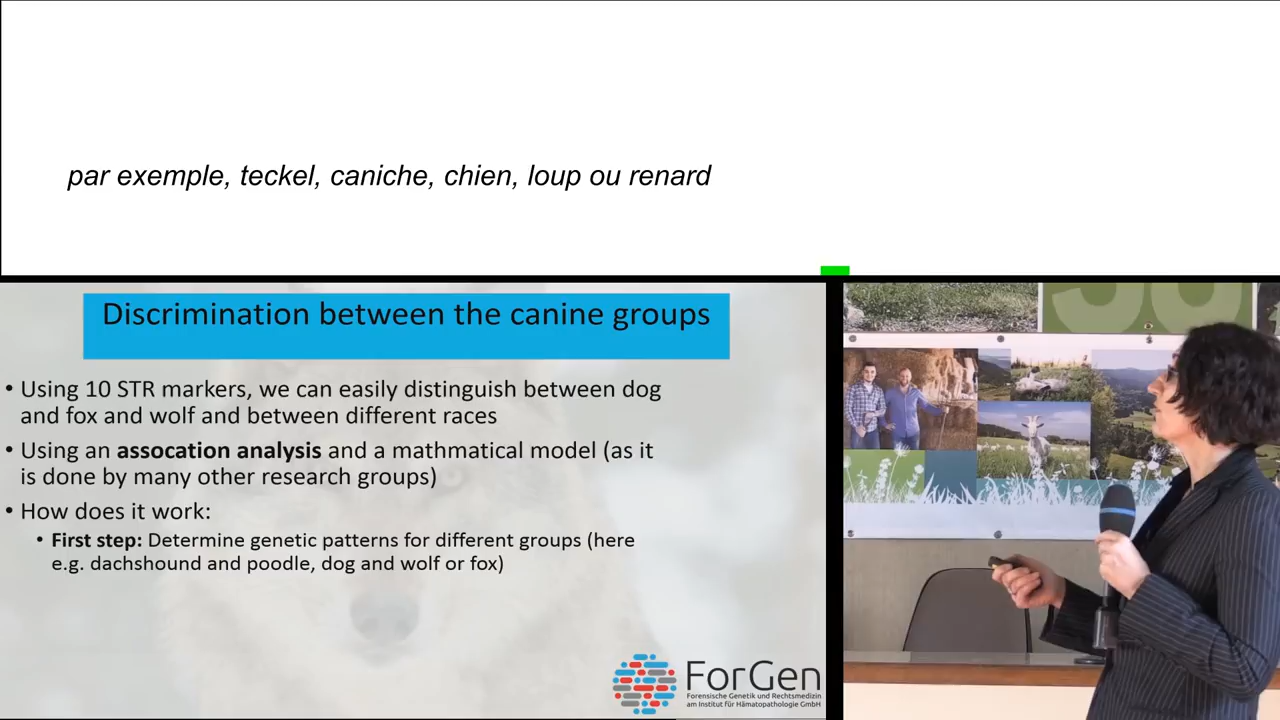 par exemple, teckel, caniche, chien, loup ou renard
Discrimination between the canine groups
• Using 10 STR markers, we can easily distinguish between dog
and fox and wolf and between different races
• Using an assocation analysis and a mathmatical model (as it
is done by many other research groups)
• How does it work:
• First step: Determine genetic patterns for different groups (here
e.g. dachshound and poodle, dog and wolf or fox)
ForGen
Forensische Genetik und Rechtsmedizin
am Institut für Hämatopathologie GmbH